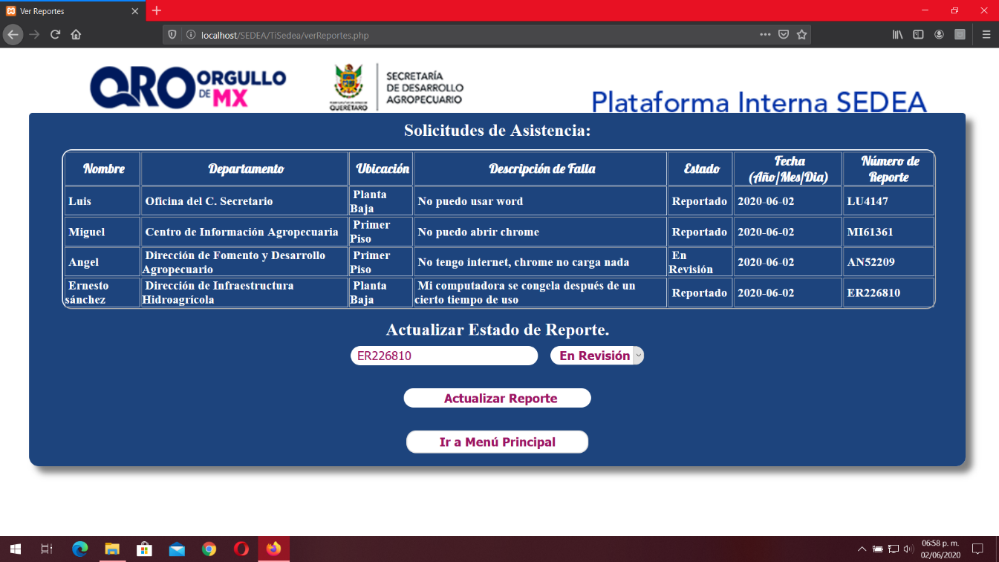 Ver Reportes
localhost/SEDEA/TiSedea/verReportes.php
QRO ORGULLO
DE MX
QUERÉTARO
SECRETARÍA
DE DESARROLLO
AGROPECUARIO
Plataforma Interna SEDEA
Solicitudes de Asistencia:
Nombre Departamento Ubicación Descripción de Falla Estado Fecha (Año/Mes/Dia) Número de Reporte
Luis Oficina del C. Secretario Planta Baja No puedo usar word Reportado 2020-06-02 LU4147
Miguel Centro de Información Agropecuaria Primer Piso No puedo abrir chrome Reportado 2020-06-02 MI61361
Angel Dirección de Fomento y Desarrollo Agropecuario Primer Piso No tengo internet, chrome no carga nada En Revisión 2020-06-02 AN52209
Ernesto sánchez Dirección de Infraestructura Hidroagrícola Planta Baja Mi computadora se congela después de un cierto tiempo de uso Reportado 2020-06-02 ER226810
Actualizar Estado de Reporte.
ER226810 En Revisión
Actualizar Reporte
Ir a Menú Principal
06:58 p. m.
02/06/2020